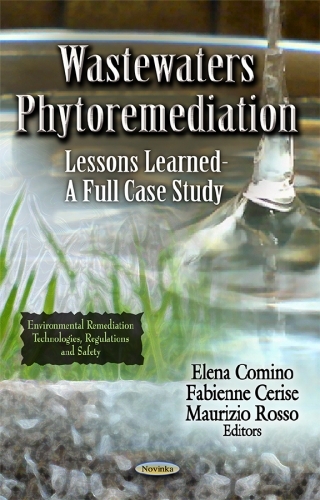 Wastewaters
Phytoremediation
Lessons Learned-
A Full Case Study
Environmental Remediation
Technologies, Regulations
and Safety
Elena Comino
Fabienne Cerise
Maurizio Rosso
Editors
Novinka